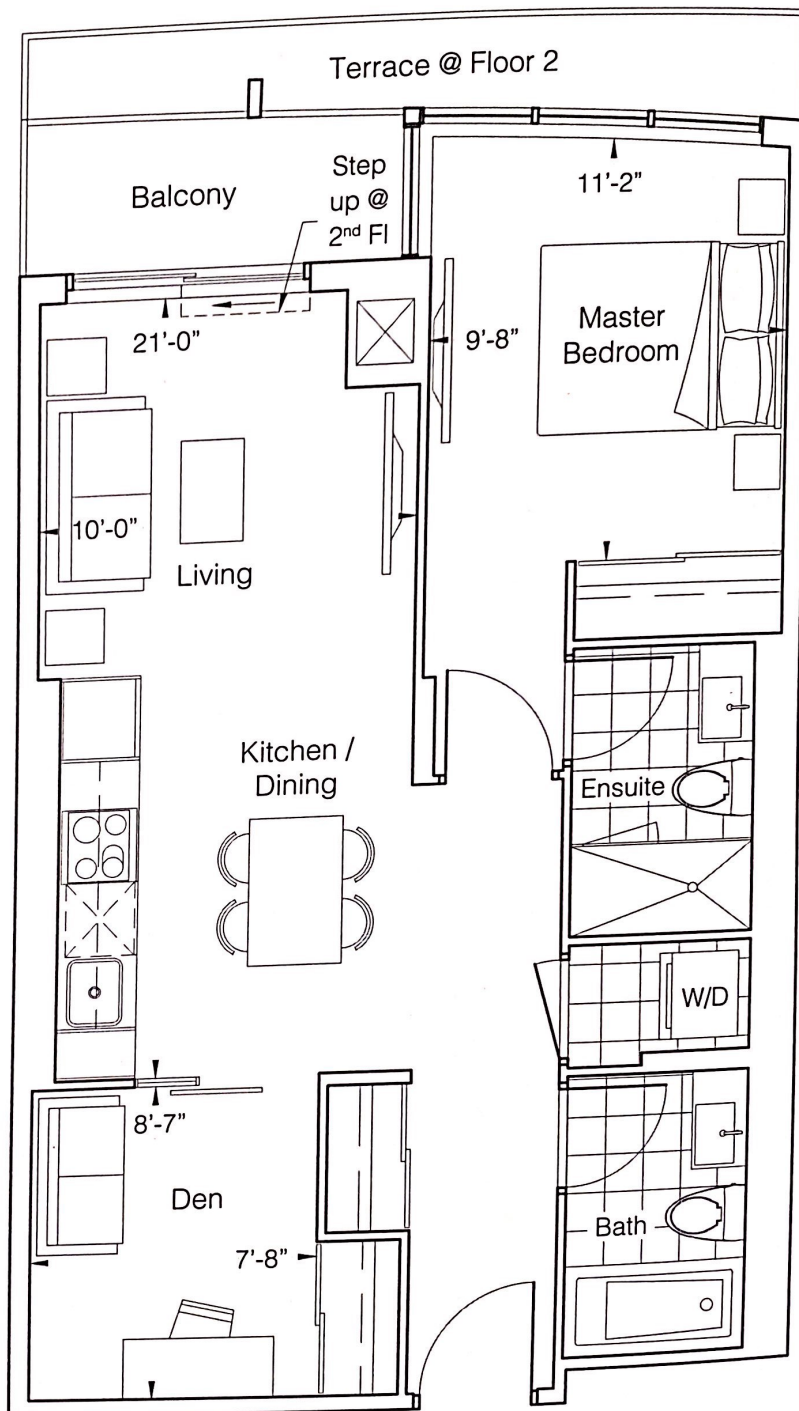 Terrace @ Floor 2
Balcony
Step
up @
2nd Fl
11'-2"
21'-0"
9'-8"
Master
Bedroom
10'-0"
Living
Kitchen /
Dining
Ensuite
W/D
8'-7"
Den
7'-8"
Bath